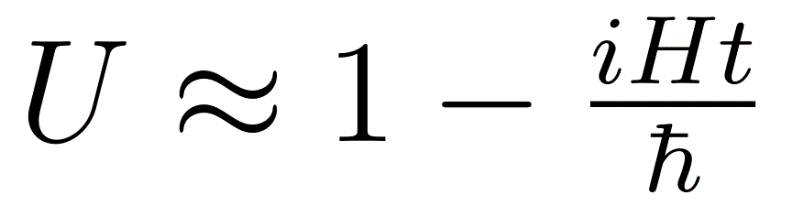 U ≈ 1 − iHt/ħ